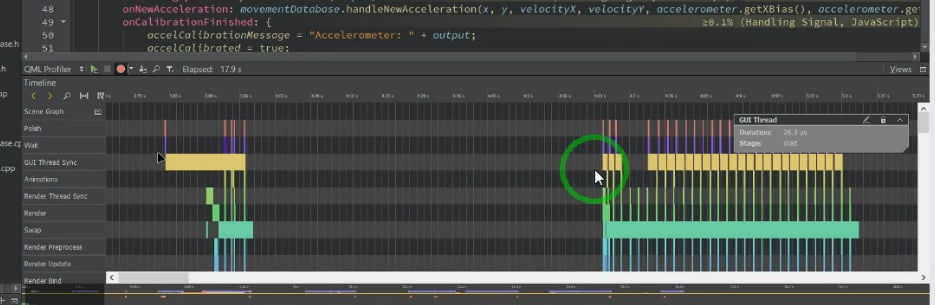 48 onNewAcceleration: movementDatabase.handleNewAcceleration(x, y, velocityX, velocityY, accelerometer.getXBias(), accelerometer.ge
49 onCalibrationFinished: { ≥0.1% (Handling Signal, JavaScript)
50 accelCalibrationMessage = "Accelerometer: " + output;
51 accelCalibrated = true;
ase.h
.h
pp
ase.cp
.cpp
QML Profiler Elapsed: 17.9 s Views
Timeline
Scene Graph
Polish
Wait
GUI Thread Sync
Animations
Render Thread Sync
Render
Swap
Render Preprocess
Render Update
Render Bind
GUI Thread
Duration: 26.3 µs
Stage: Wait